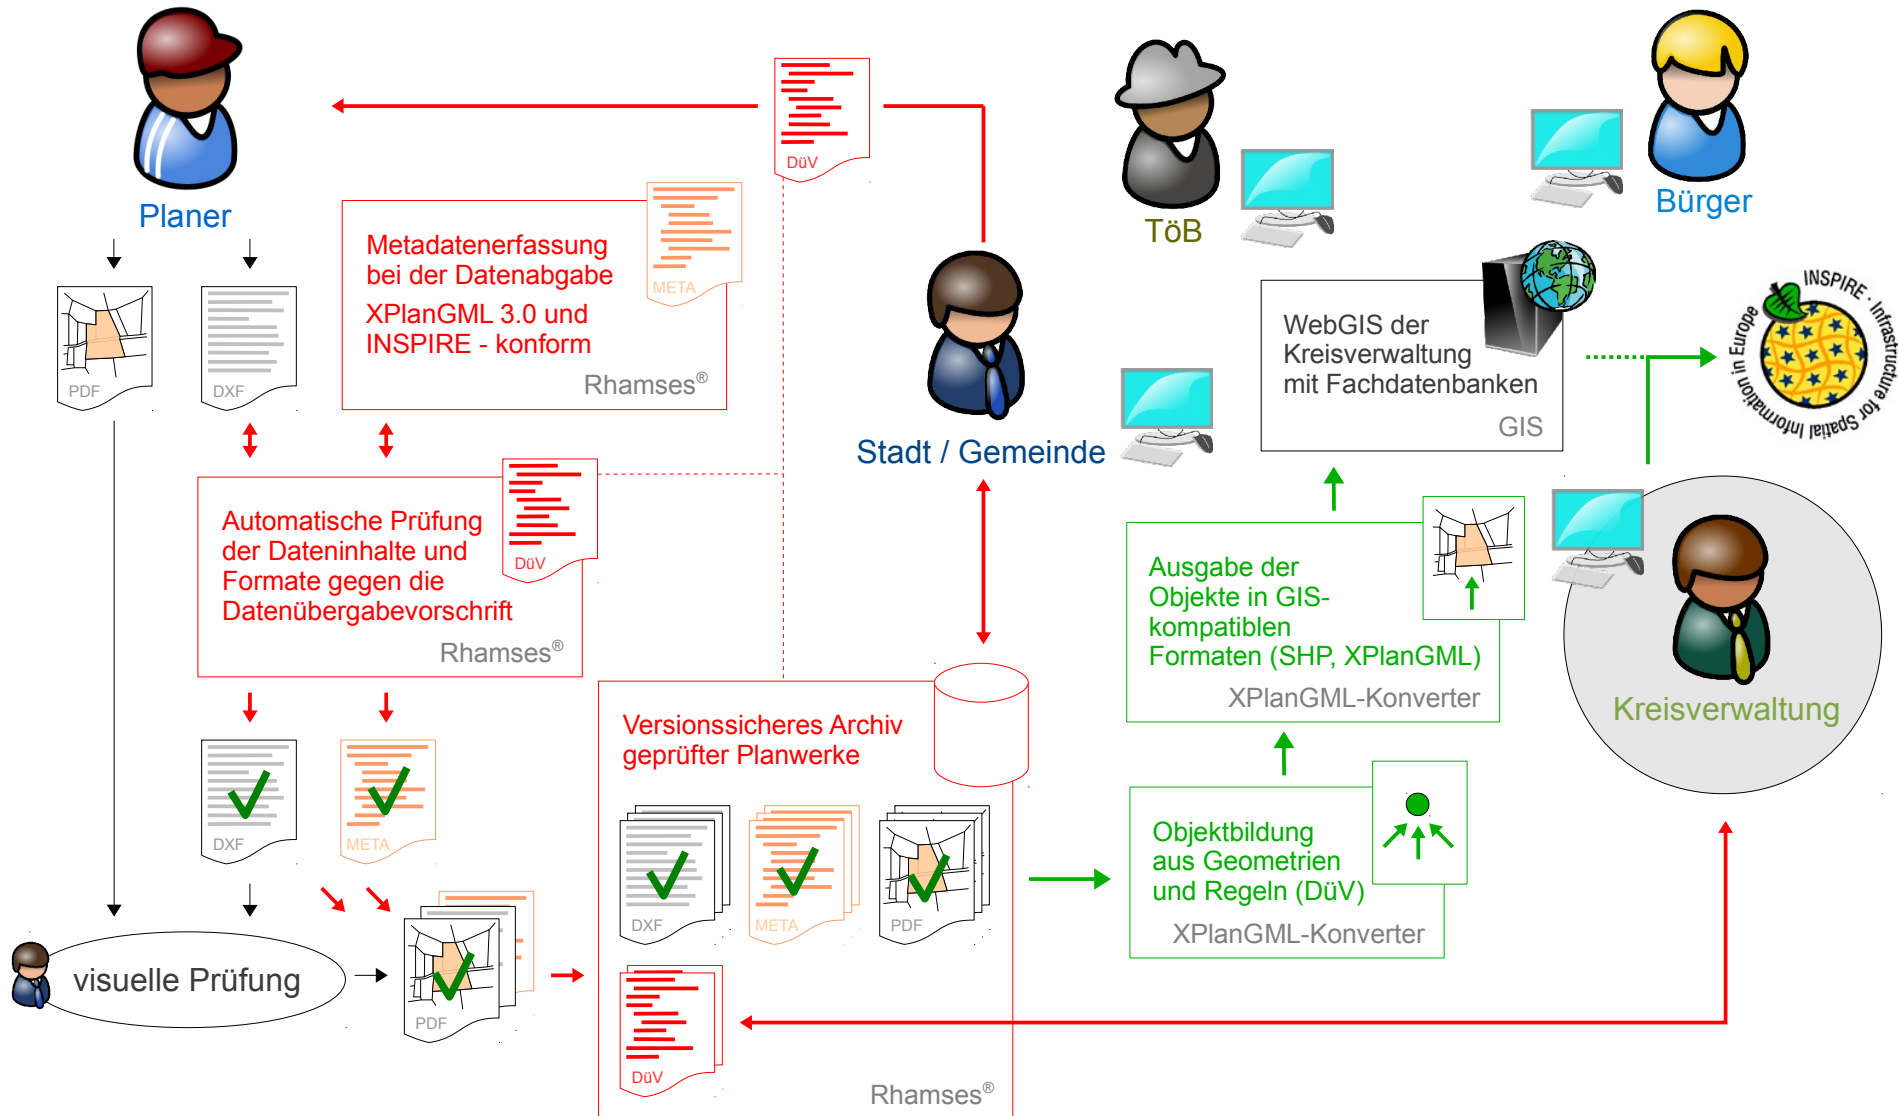 Planer
DüV
TöB
Bürger
Metadatenerfassung
bei der Datenabgabe
XPlanGML 3.0 und
INSPIRE - konform
Rhamses®
META
PDF
DXF
Stadt / Gemeinde
WebGIS der
Kreisverwaltung
mit Fachdatenbanken
GIS
INSPIRE · Infrastructure for Spatial Information in Europe
Automatische Prüfung
der Dateninhalte und
Formate gegen die
Datenübergabevorschrift
Rhamses®
DüV
Ausgabe der
Objekte in GIS-
kompatiblen
Formaten (SHP, XPlanGML)
XPlanGML-Konverter
Kreisverwaltung
DXF
META
Versionssicheres Archiv
geprüfter Planwerke
DXF
META
PDF
DüV
Rhamses®
Objektbildung
aus Geometrien
und Regeln (DüV)
XPlanGML-Konverter
visuelle Prüfung
PDF